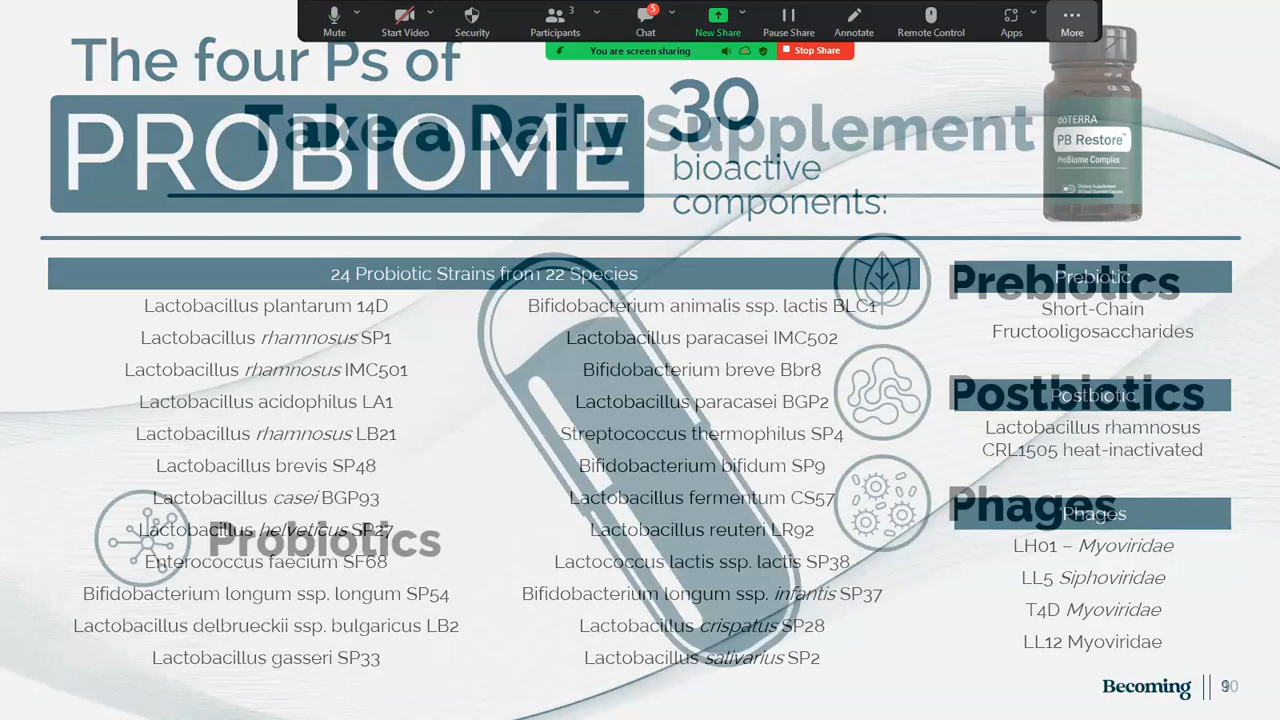 3
5
Mute
Start Video
Security
Participants
Chat
New Share
Pause Share
Annotate
Remote Control
Apps
More
You are screen sharing
Stop Share
The four Ps of
PROBIOME
Take a Daily Supplement
30
bioactive
components:
dōTERRA
PB Restore™
ProBiome Complex
24 Probiotic Strains from 22 Species
Lactobacillus plantarum 14D
Lactobacillus rhamnosus SP1
Lactobacillus rhamnosus IMC501
Lactobacillus acidophilus LA1
Lactobacillus rhamnosus LB21
Lactobacillus brevis SP48
Lactobacillus casei BGP93
Lactobacillus helveticus SP27
Enterococcus faecium SF68
Bifidobacterium longum ssp. longum SP54
Lactobacillus delbrueckii ssp. bulgaricus LB2
Lactobacillus gasseri SP33
Bifidobacterium animalis ssp. lactis BLC1
Lactobacillus paracasei IMC502
Bifidobacterium breve Bbr8
Lactobacillus paracasei BGP2
Streptococcus thermophilus SP4
Bifidobacterium bifidum SP9
Lactobacillus fermentum CS57
Lactobacillus reuteri LR92
Lactococcus lactis ssp. lactis SP38
Bifidobacterium longum ssp. infantis SP37
Lactobacillus crispatus SP28
Lactobacillus salivarius SP2
Probiotics
Prebiotics
Prebiotic
Short-Chain
Fructooligosaccharides
Postbiotics
Postbiotic
Lactobacillus rhamnosus
CRL1505 heat-inactivated
Phages
Phages
LH01 – Myoviridae
LL5 Siphoviridae
T4D Myoviridae
LL12 Myoviridae
Becoming